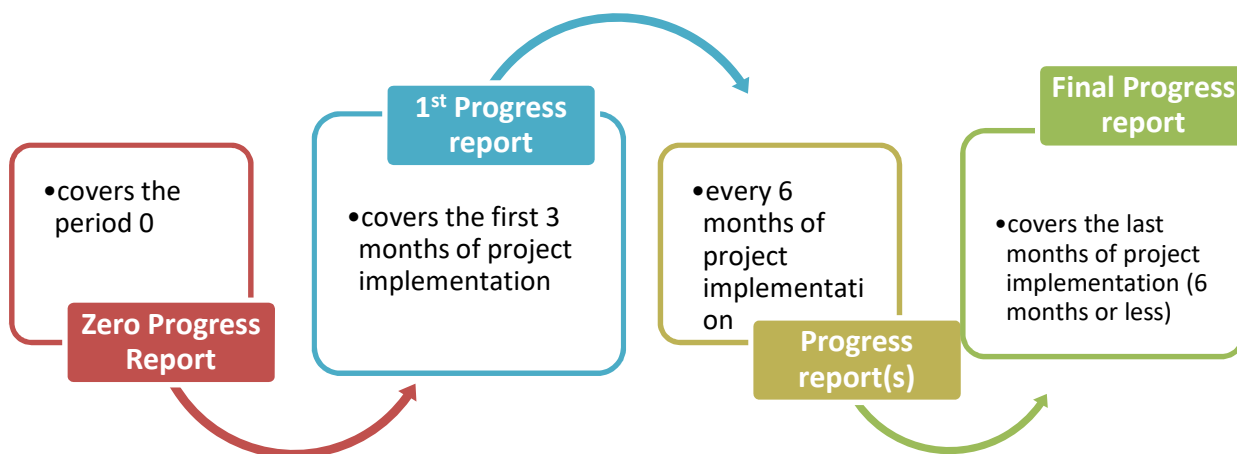 •covers the
period 0
Zero Progress
Report
1st Progress
report
•covers the first 3
months of project
implementation
•every 6
months of
project
implementati
on
Progress
report(s)
Final Progress
report
•covers the last
months of project
implementation (6
months or less)